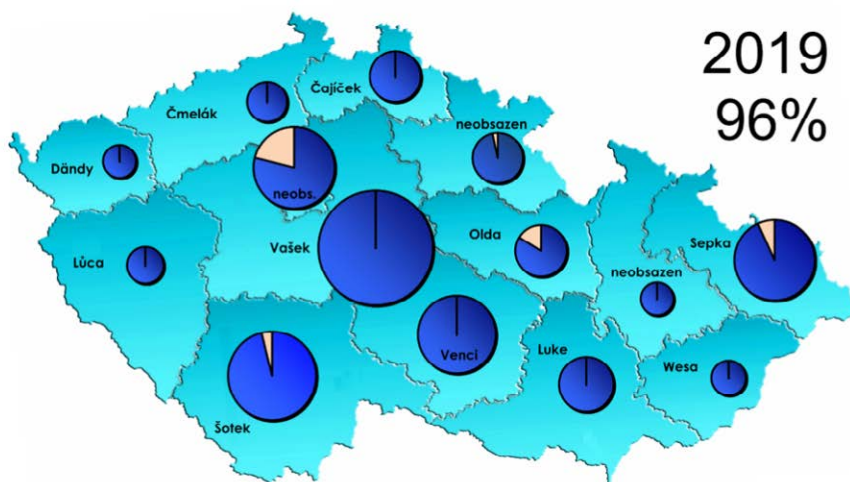 2019
96%
Čajíček
Čmelák
neobsazen
Dändy
neobs.
Vašek
Olda
Sepka
Lůca
neobsazen
Venci
Luke
Wesa
Šotek